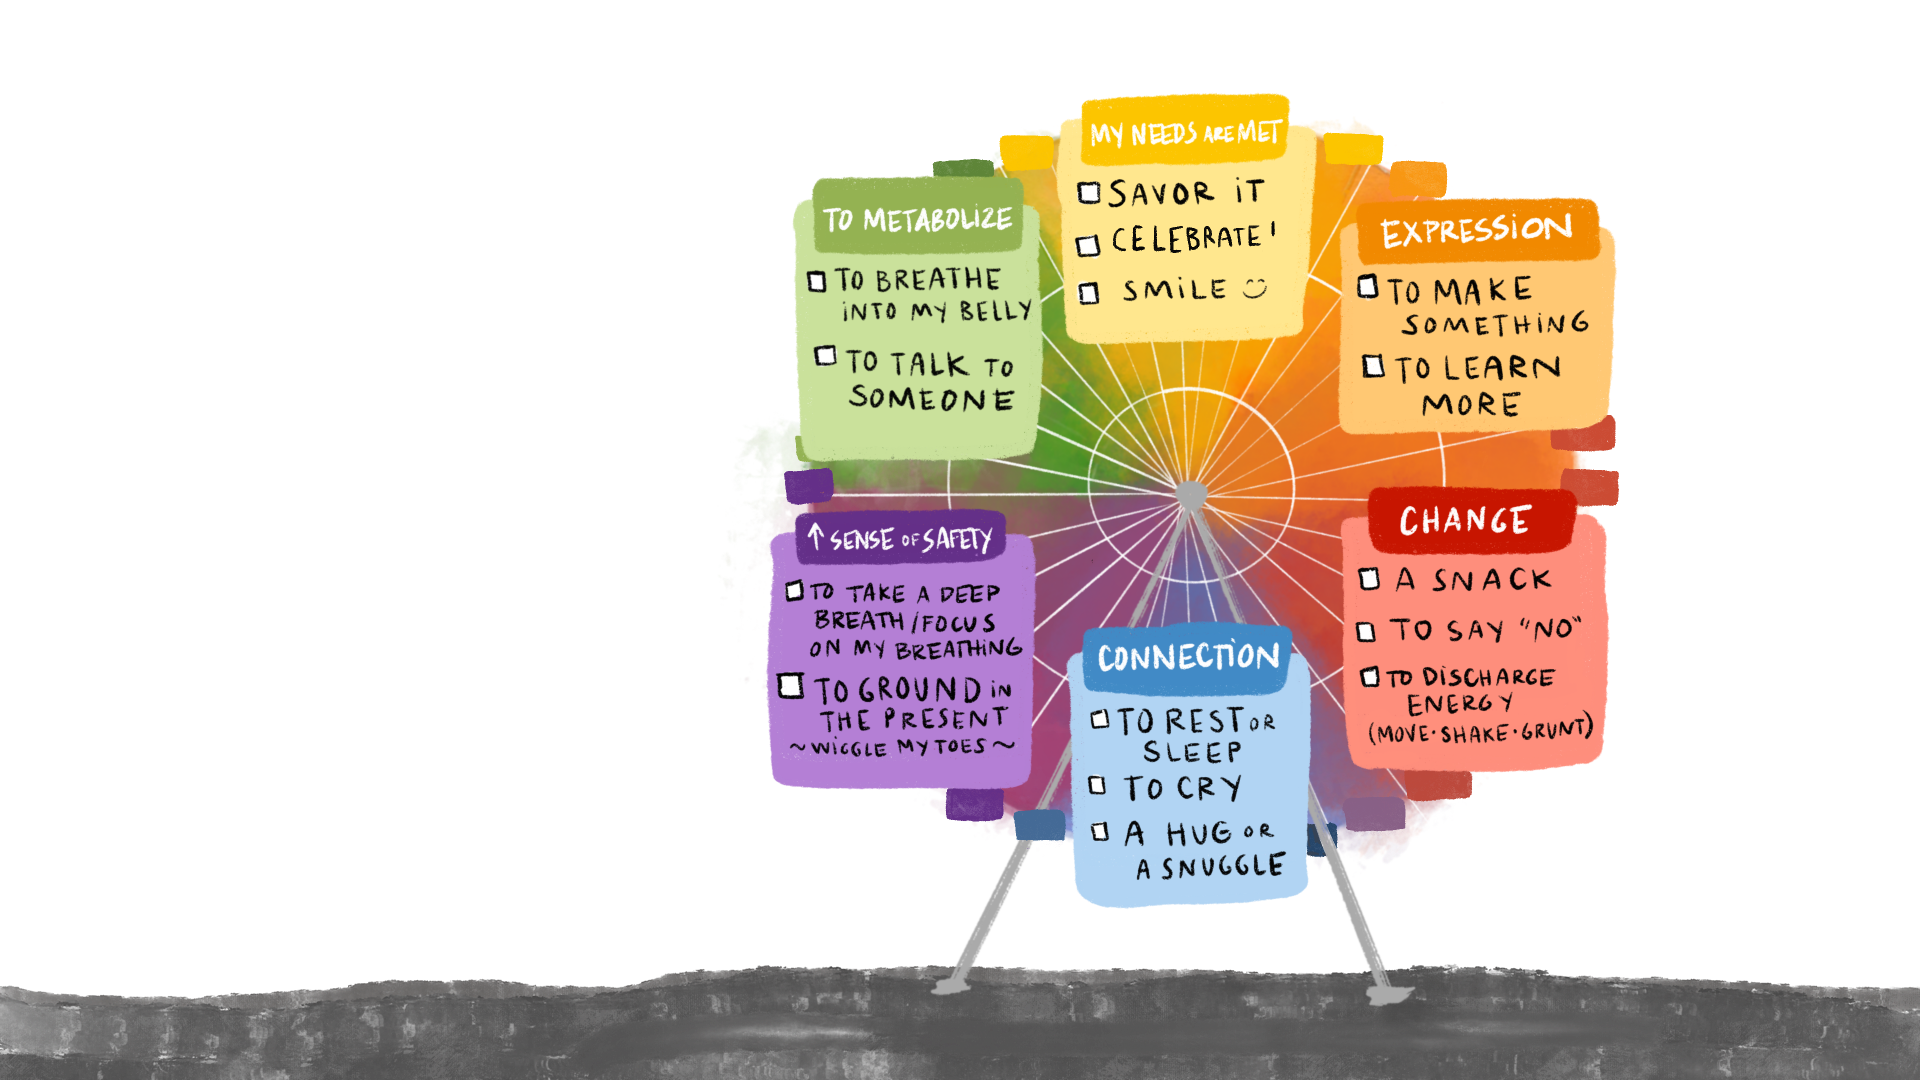 MY NEEDS ARE MET
SAVOR iT
CELEBRATE!
SMiLE
TO METABOLIZE
TO BREATHE
iNTO MY BELLY
TO TALK TO
SOMEONE
EXPRESSiON
TO MAKE
SOMETHiNG
TO LEARN
MORE
↑ SENSE OF SAFETY
TO TAKE A DEEP
BREATH/FOCUS
ON MY BREATHiNG
TO GROUND iN
THE PRESENT
~WiGGLE MY TOES~
CONNECTiON
TO REST OR
SLEEP
TO CRY
A HUG OR
A SNUGGLE
CHANGE
A SNACK
TO SAY "NO"
TO DiSCHARGE
ENERGY
(MOVE·SHAKE·GRUNT)